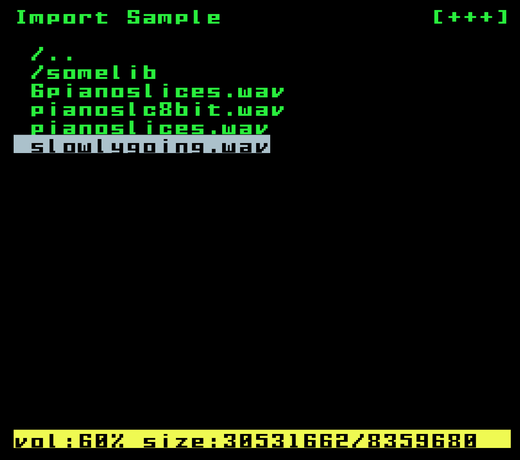 Import Sample [+++]
/..
/somelib
6pianoslices.wav
pianoslc8bit.wav
pianoslices.wav
slowlygoing.wav
vol:60% size:30531662/8359680